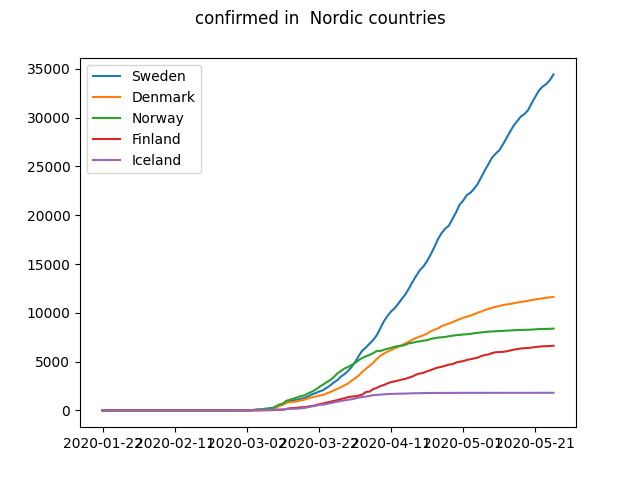 confirmed in  Nordic countries
35000
30000
25000
20000
15000
10000
5000
0
Sweden
Denmark
Norway
Finland
Iceland
2020-01-22 2020-02-11 2020-03-02 2020-03-22 2020-04-11 2020-05-01 2020-05-21